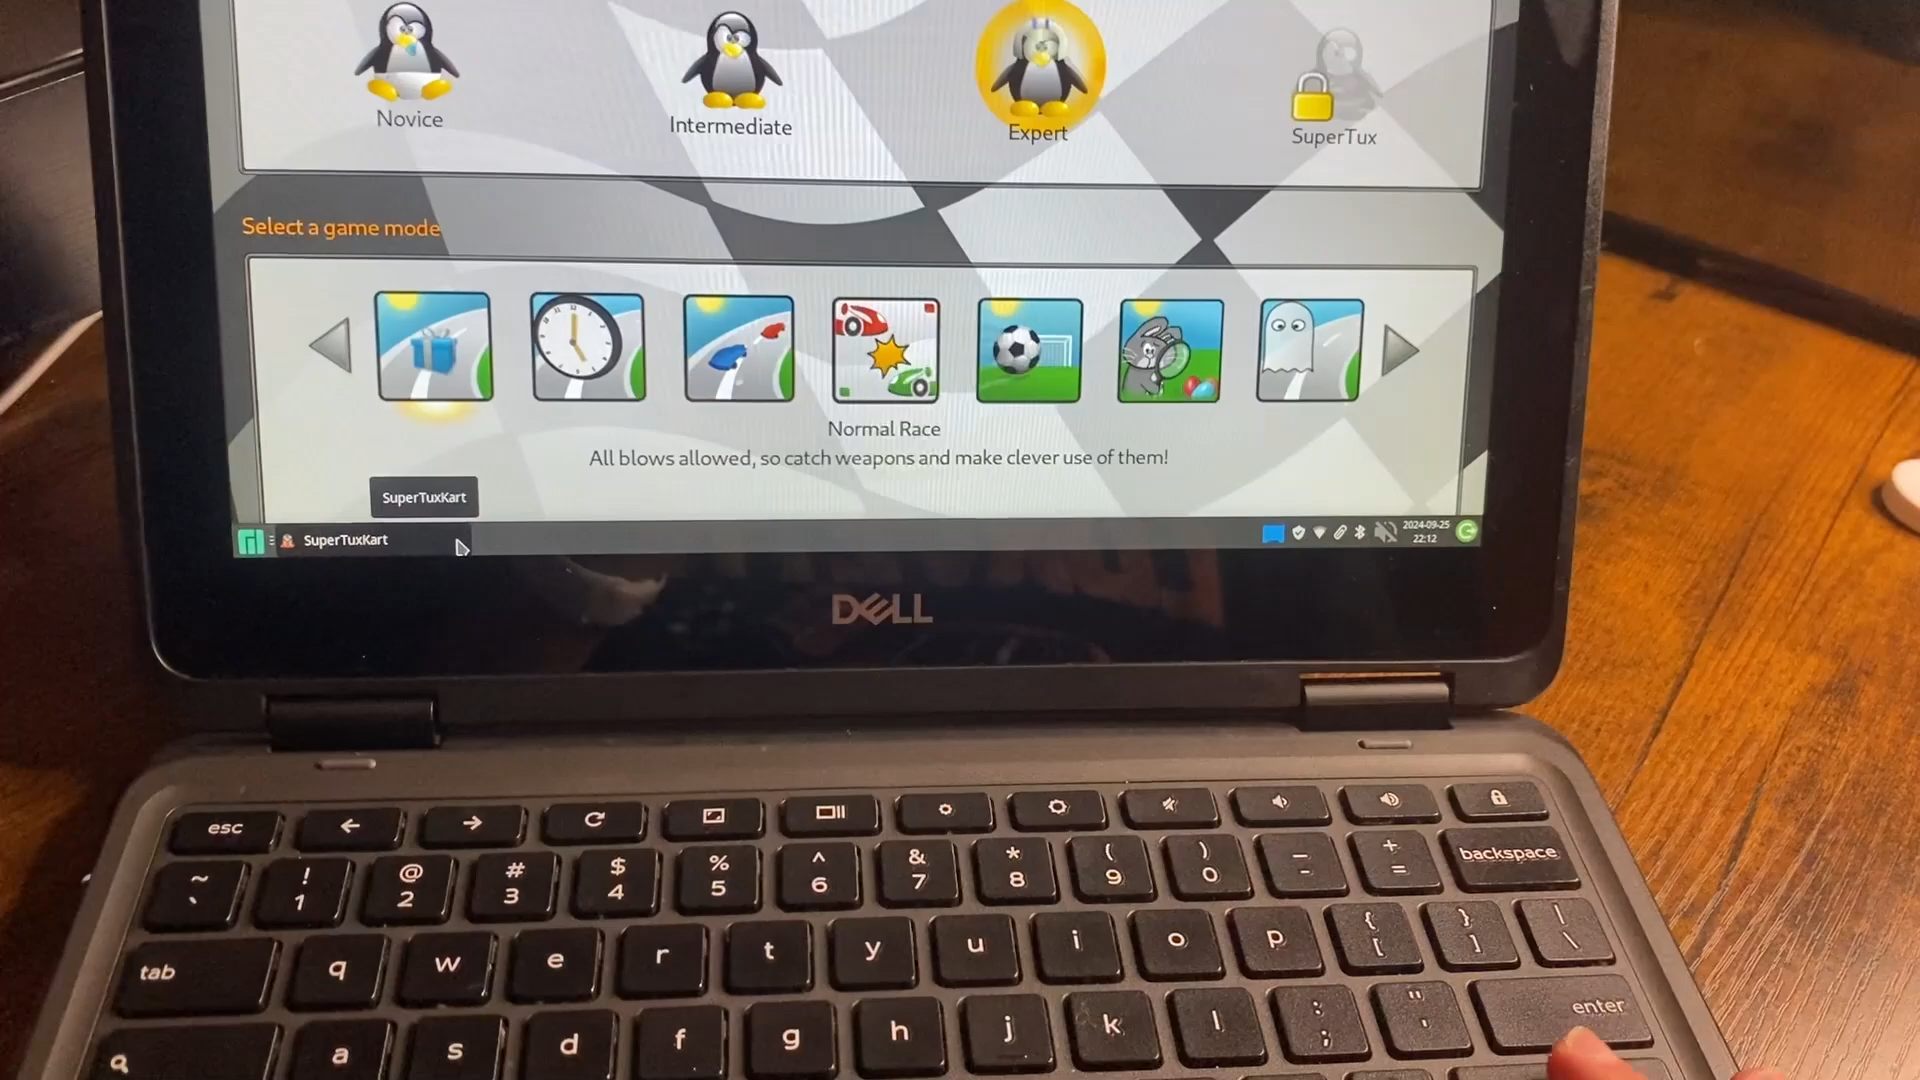 Novice
Intermediate
Expert
SuperTux
Select a game mode
Normal Race
All blows allowed, so catch weapons and make clever use of them!
SuperTuxKart
SuperTuxKart
2024-09-25
22:12
DELL
esc
~ ` ! 1 @ 2 # 3 $ 4 % 5 ^ 6 & 7 * 8 ( 9 ) 0 _ - + = backspace
tab q w e r t y u i o p { [ } ] | \
a s d f g h j k l : ; " ' enter